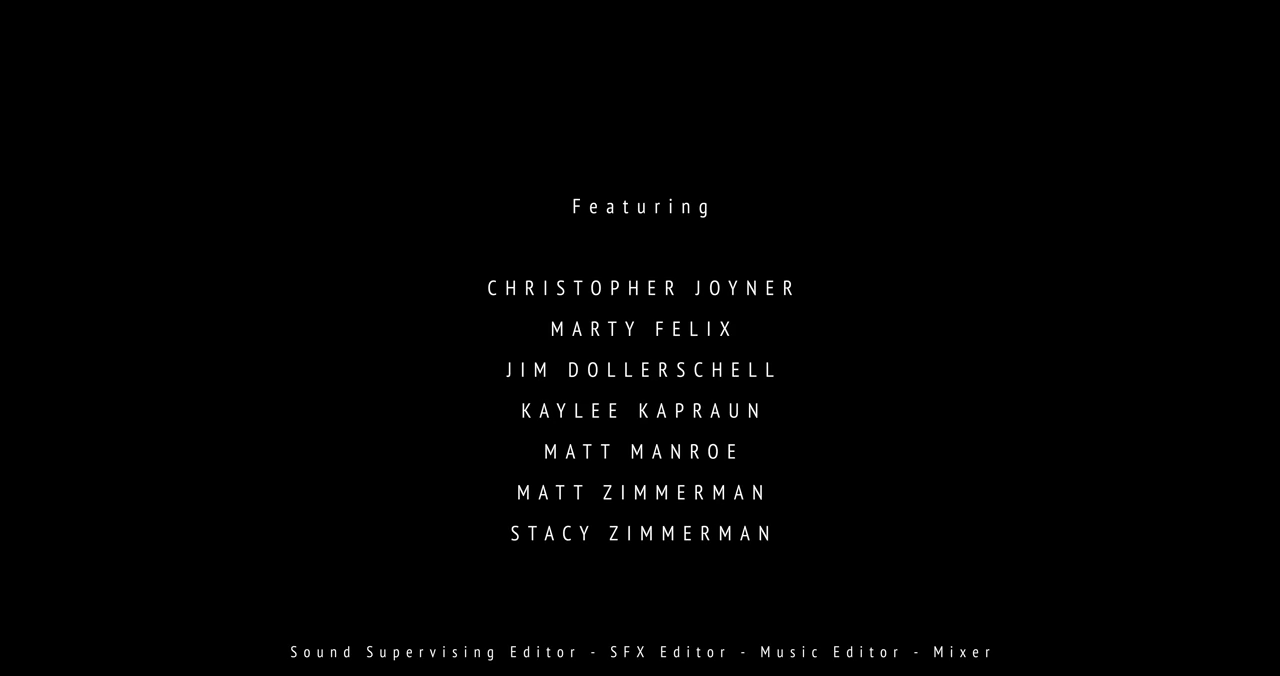 Featuring
CHRISTOPHER JOYNER
MARTY FELIX
JIM DOLLERSCHELL
KAYLEE KAPRAUN
MATT MANROE
MATT ZIMMERMAN
STACY ZIMMERMAN
Sound Supervising Editor - SFX Editor - Music Editor - Mixer